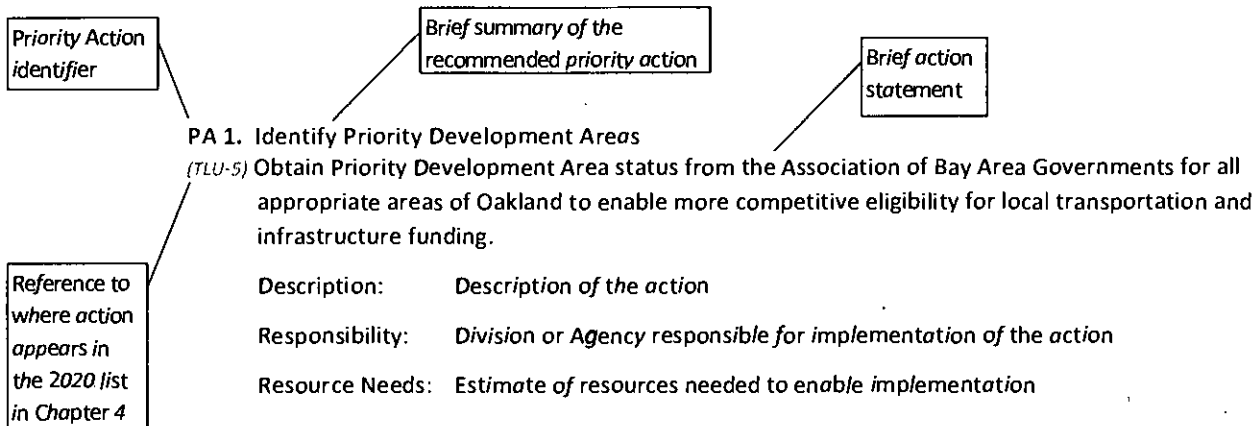 Priority Action
identifier
Brief summary of the
recommended priority action
Brief action
statement
PA 1. Identify Priority Development Areas
(TLU-5) Obtain Priority Development Area status from the Association of Bay Area Governments for all
appropriate areas of Oakland to enable more competitive eligibility for local transportation and
infrastructure funding.
Reference to
where action
appears in
the 2020 list
in Chapter 4
Description: Description of the action
Responsibility: Division or Agency responsible for implementation of the action
Resource Needs: Estimate of resources needed to enable implementation